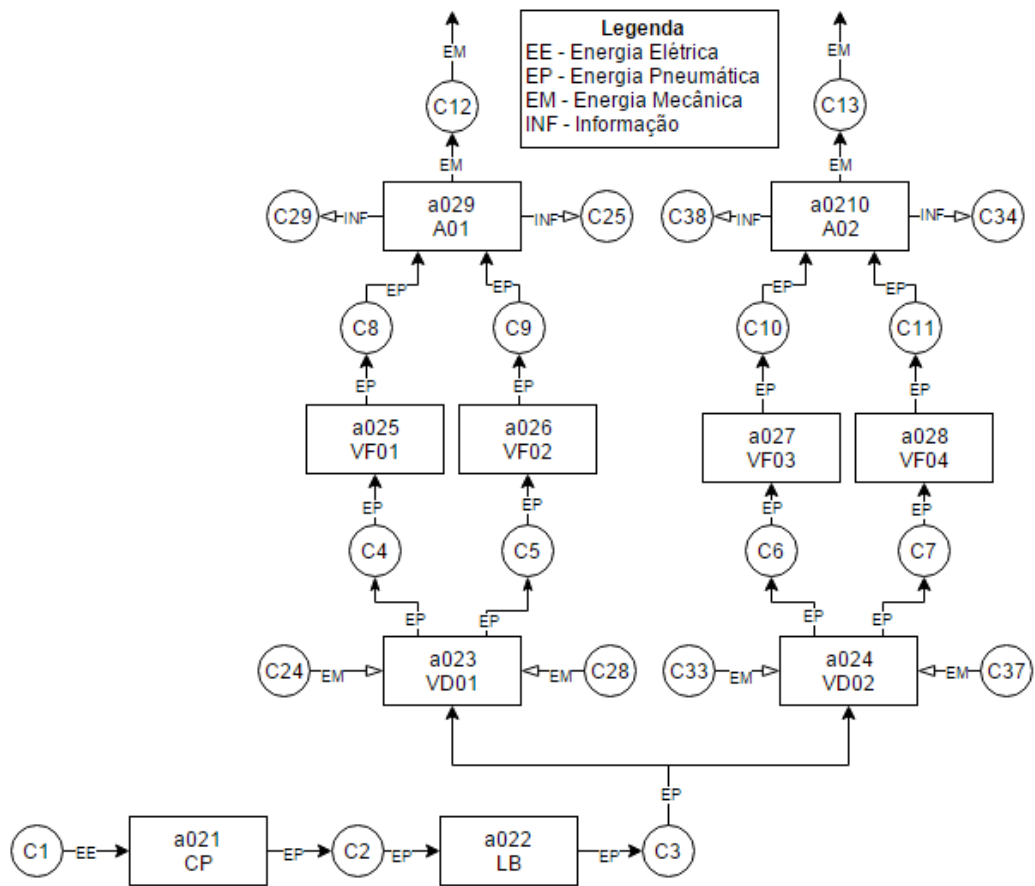 Legenda
EE - Energia Elétrica
EP - Energia Pneumática
EM - Energia Mecânica
INF - Informação
EM
EM
C12
C13
EM
EM
C29
INF
a029
A01
INF
C25
C38
INF
a0210
A02
INF
C34
EP
EP
EP
EP
C8
C9
C10
C11
EP
EP
EP
EP
a025
VF01
a026
VF02
a027
VF03
a028
VF04
EP
EP
EP
EP
C4
C5
C6
C7
EP
EP
EP
EP
C24
EM
a023
VD01
EM
C28
C33
EM
a024
VD02
EM
C37
EP
C1
EE
a021
CP
EP
C2
EP
a022
LB
EP
C3